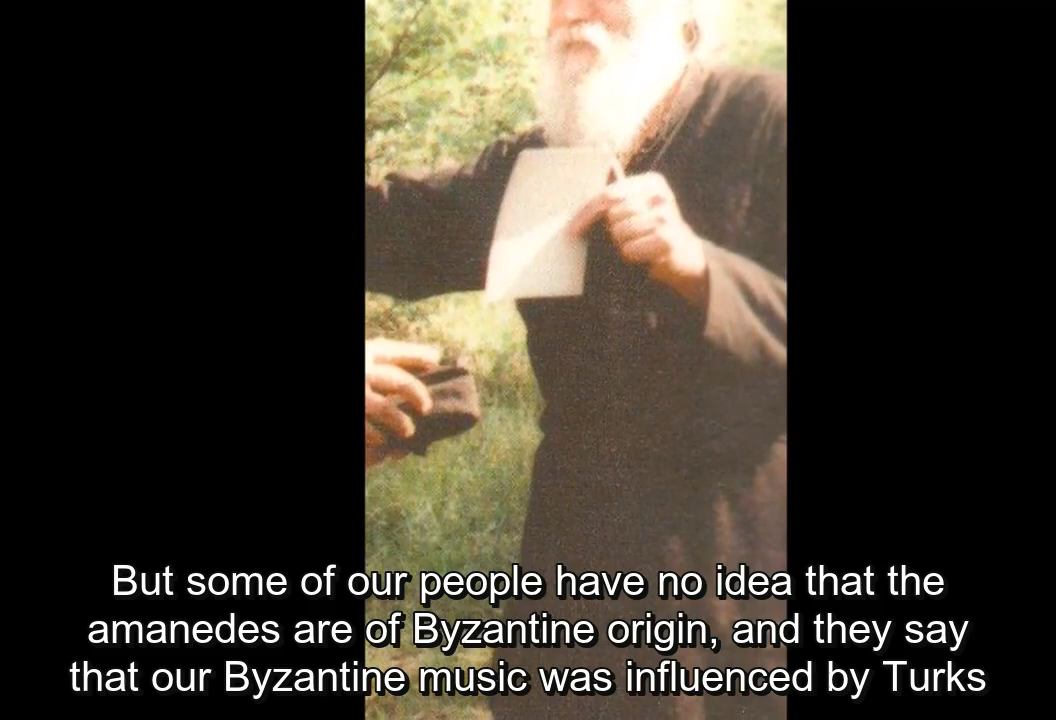 But some of our people have no idea that the
amanedes are of Byzantine origin, and they say
that our Byzantine music was influenced by Turks